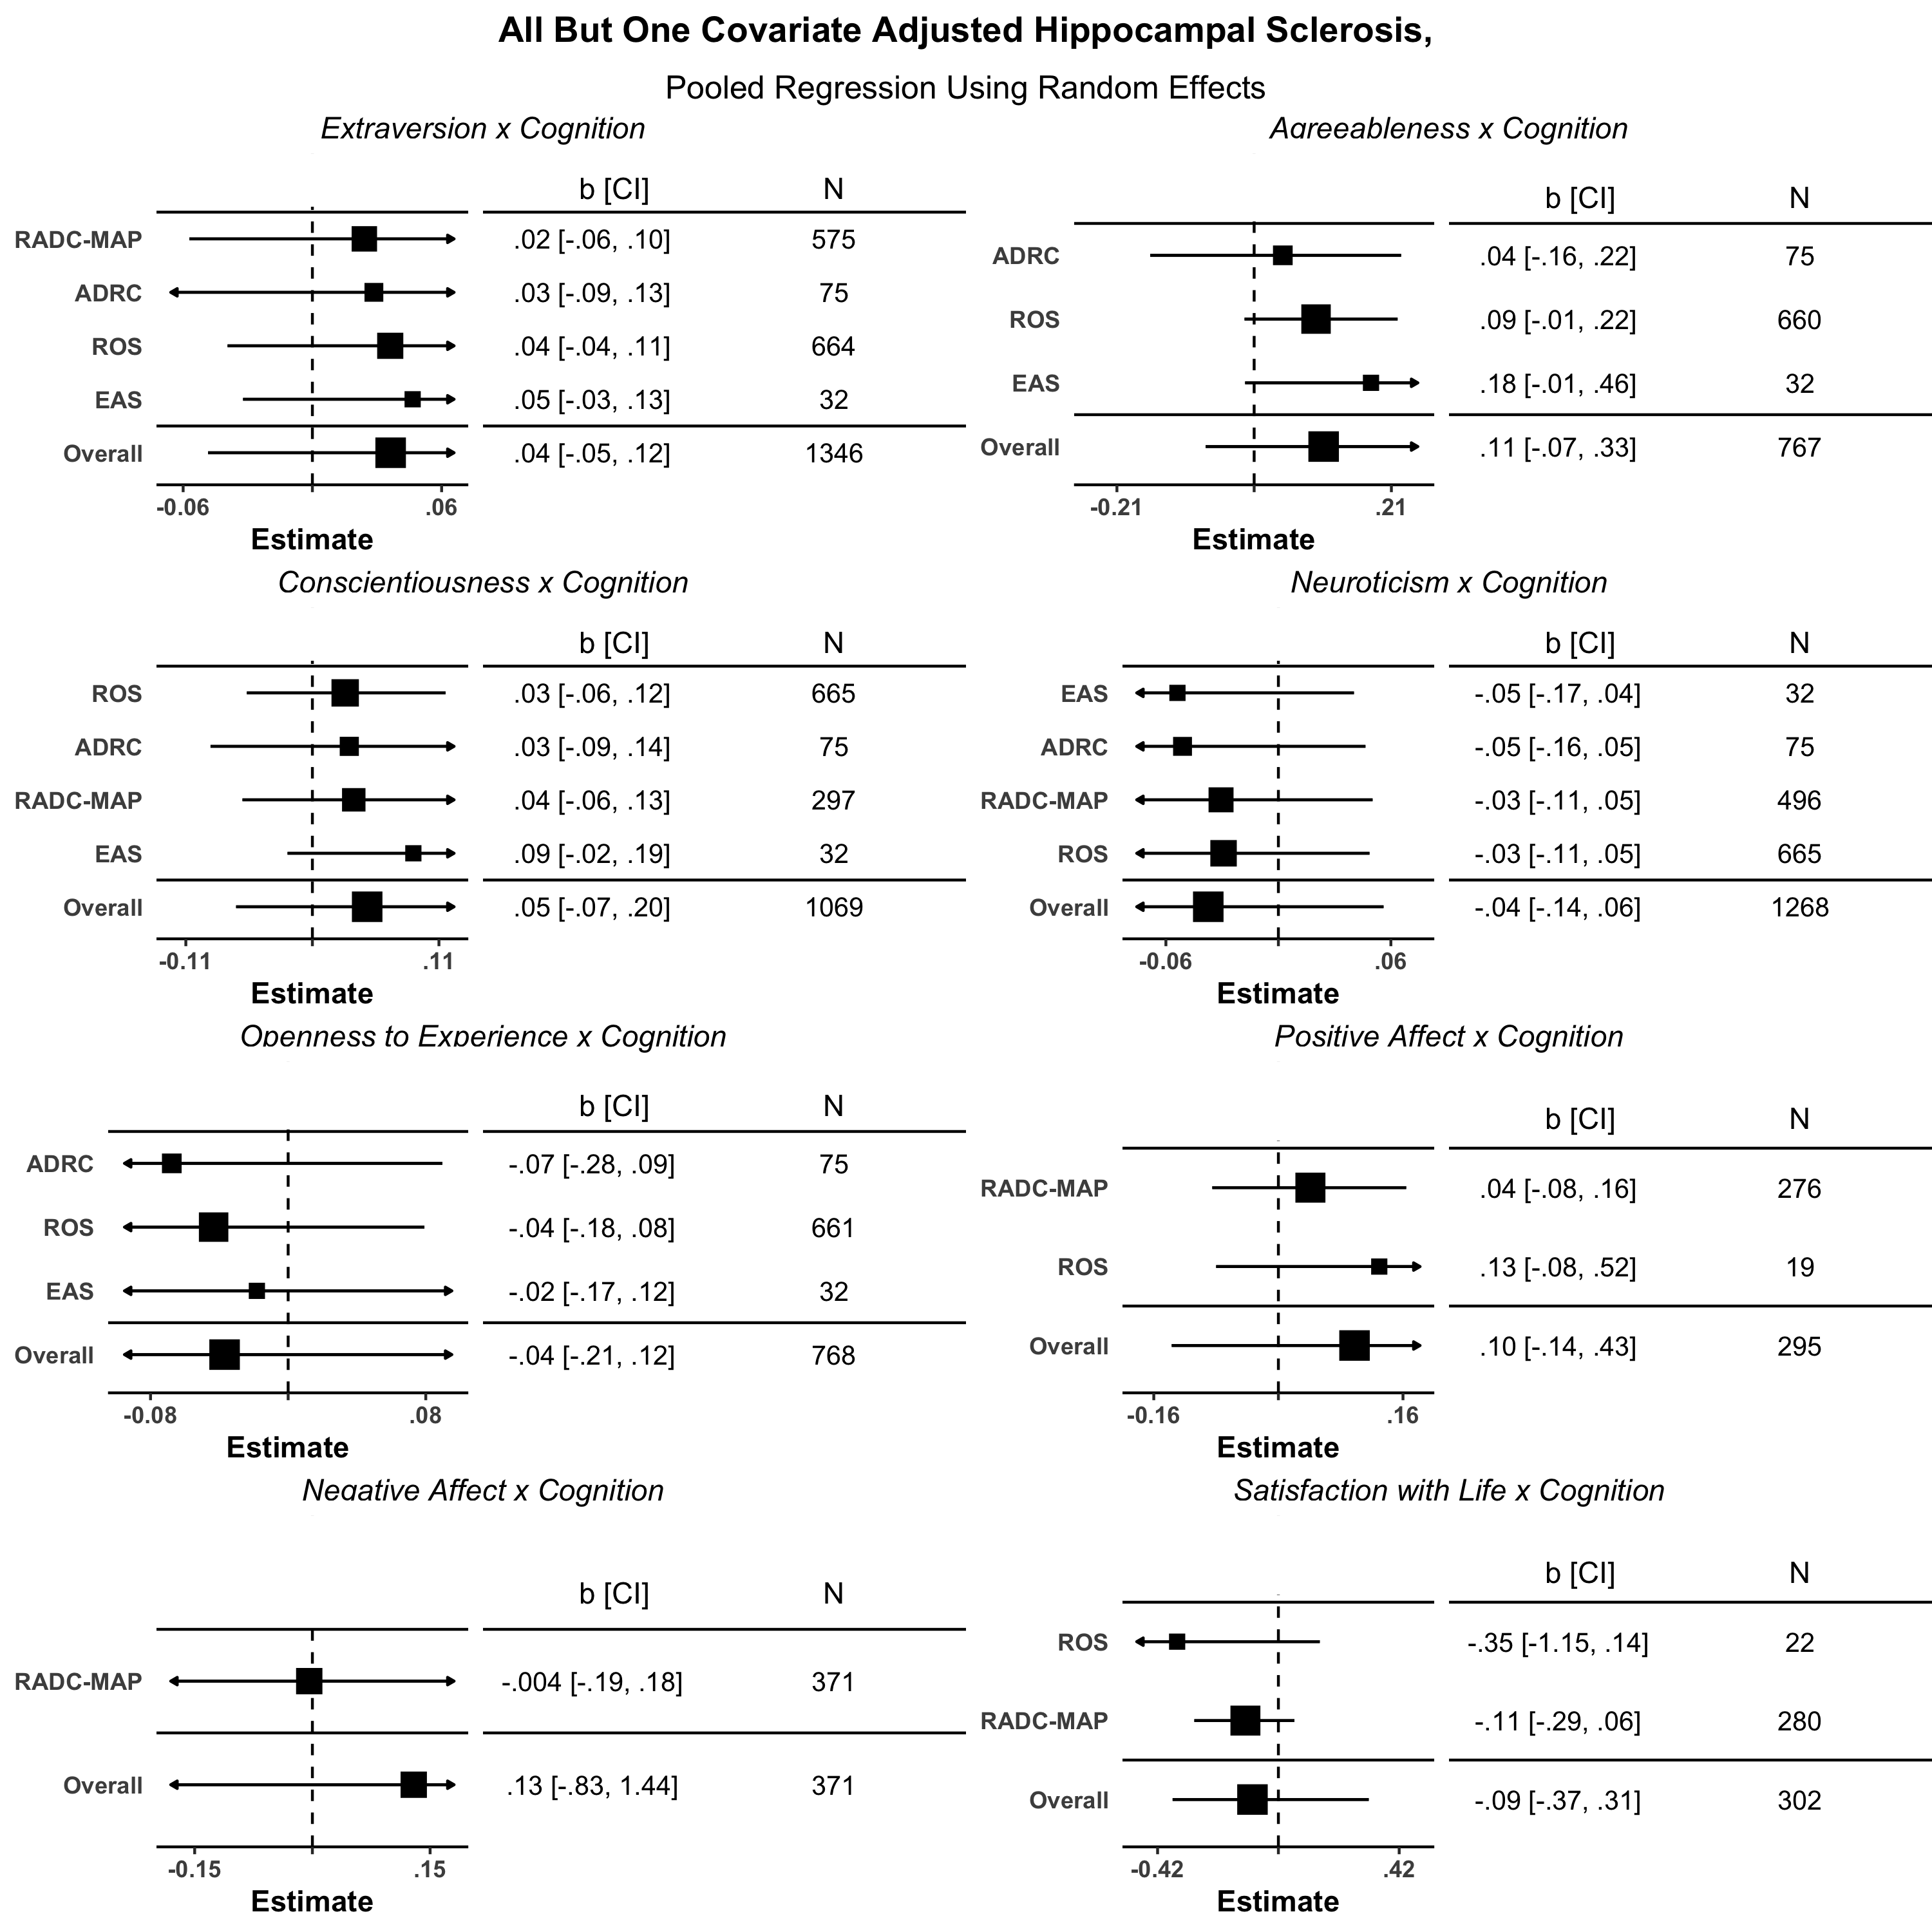 All But One Covariate Adjusted Hippocampal Sclerosis,
Pooled Regression Using Random Effects
Extraversion x Cognition
b [CI] N
RADC-MAP .02 [-.06, .10] 575
ADRC .03 [-.09, .13] 75
ROS .04 [-.04, .11] 664
EAS .05 [-.03, .13] 32
Overall .04 [-.05, .12] 1346
-0.06 .06
Estimate
Agreeableness x Cognition
b [CI] N
ADRC .04 [-.16, .22] 75
ROS .09 [-.01, .22] 660
EAS .18 [-.01, .46] 32
Overall .11 [-.07, .33] 767
-0.21 .21
Estimate
Conscientiousness x Cognition
b [CI] N
ROS .03 [-.06, .12] 665
ADRC .03 [-.09, .14] 75
RADC-MAP .04 [-.06, .13] 297
EAS .09 [-.02, .19] 32
Overall .05 [-.07, .20] 1069
-0.11 .11
Estimate
Neuroticism x Cognition
b [CI] N
EAS -.05 [-.17, .04] 32
ADRC -.05 [-.16, .05] 75
RADC-MAP -.03 [-.11, .05] 496
ROS -.03 [-.11, .05] 665
Overall -.04 [-.14, .06] 1268
-0.06 .06
Estimate
Openness to Experience x Cognition
b [CI] N
ADRC -.07 [-.28, .09] 75
ROS -.04 [-.18, .08] 661
EAS -.02 [-.17, .12] 32
Overall -.04 [-.21, .12] 768
-0.08 .08
Estimate
Positive Affect x Cognition
b [CI] N
RADC-MAP .04 [-.08, .16] 276
ROS .13 [-.08, .52] 19
Overall .10 [-.14, .43] 295
-0.16 .16
Estimate
Negative Affect x Cognition
b [CI] N
RADC-MAP -.004 [-.19, .18] 371
Overall .13 [-.83, 1.44] 371
-0.15 .15
Estimate
Satisfaction with Life x Cognition
b [CI] N
ROS -.35 [-1.15, .14] 22
RADC-MAP -.11 [-.29, .06] 280
Overall -.09 [-.37, .31] 302
-0.42 .42
Estimate